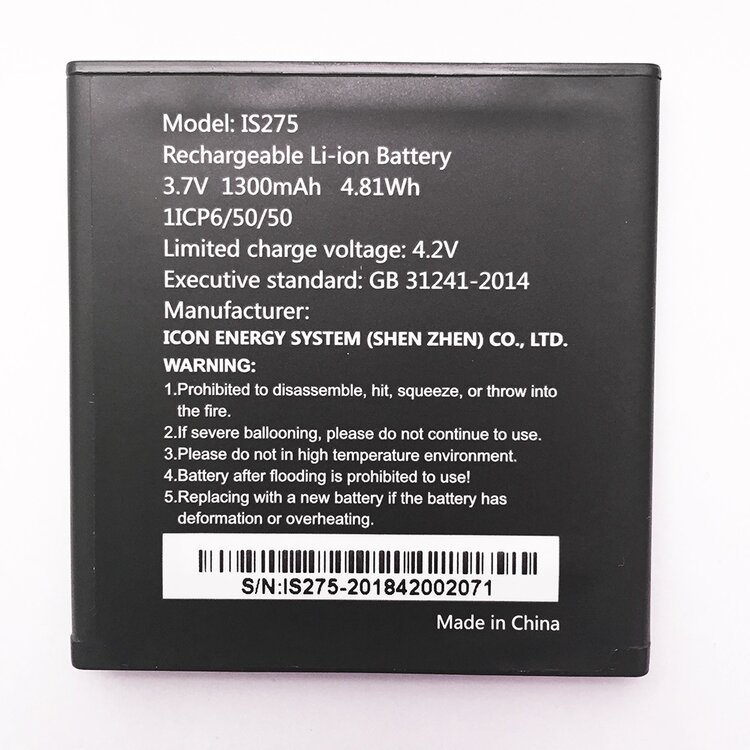 Model: IS275
Rechargeable Li-ion Battery
3.7V 1300mAh 4.81Wh
1ICP6/50/50
Limited charge voltage: 4.2V
Executive standard: GB 31241-2014
Manufacturer:
ICON ENERGY SYSTEM (SHEN ZHEN) CO., LTD.
WARNING:
1.Prohibited to disassemble, hit, squeeze, or throw into
the fire.
2.If severe ballooning, please do not continue to use.
3.Please do not in high temperature environment.
4.Battery after flooding is prohibited to use!
5.Replacing with a new battery if the battery has
deformation or overheating.
S/N:IS275-201842002071
Made in China